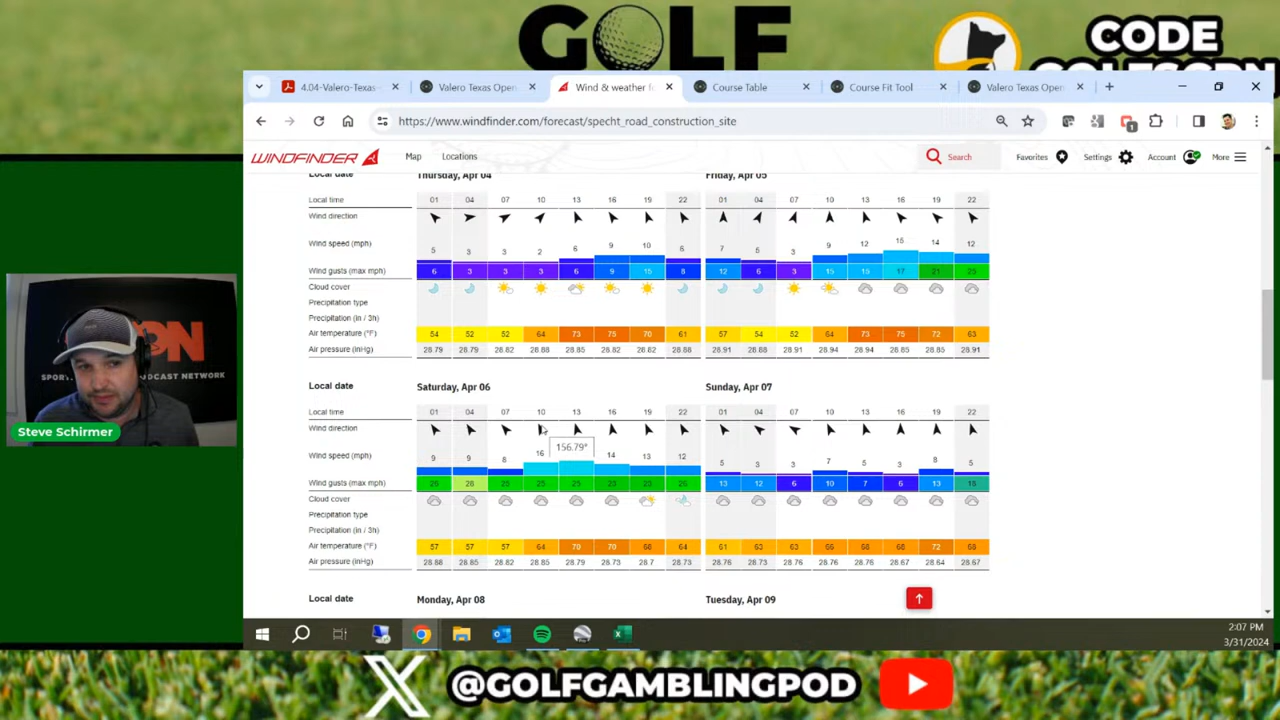 GOLF
CODE
4.04-Valero-Texas-
Valero Texas Open
Wind & weather fo
Course Table
Course Fit Tool
Valero Texas Open
https://www.windfinder.com/forecast/specht_road_construction_site
WINDFINDER
Map
Locations
Search
Favorites
Settings
Account
More
Local date Thursday, Apr 04 Friday, Apr 05
Local time 01 04 07 10 13 16 19 22 01 04 07 10 13 16 19 22
Wind direction
Wind speed (mph) 5 3 3 2 6 9 10 6 7 5 3 9 12 15 14 12
Wind gusts (max mph) 6 3 3 3 6 9 15 8 12 6 3 15 15 17 21 25
Cloud cover
Precipitation type
Precipitation (in / 3h)
Air temperature (°F) 54 52 52 64 73 75 70 61 57 54 52 64 73 75 72 63
Air pressure (inHg) 28.79 28.79 28.82 28.88 28.85 28.82 28.82 28.88 28.91 28.88 28.91 28.94 28.94 28.85 28.85 28.91
Local date Saturday, Apr 06 Sunday, Apr 07
Local time 01 04 07 10 13 16 19 22 01 04 07 10 13 16 19 22
Wind direction
156.79°
Wind speed (mph) 9 9 8 16 14 13 12 5 3 3 7 5 3 8 5
Wind gusts (max mph) 26 28 25 25 25 23 23 26 13 12 6 10 7 6 13 15
Cloud cover
Precipitation type
Precipitation (in / 3h)
Air temperature (°F) 57 57 57 64 70 70 68 64 61 63 63 66 68 68 72 68
Air pressure (inHg) 28.88 28.85 28.82 28.85 28.79 28.73 28.7 28.73 28.76 28.73 28.76 28.76 28.76 28.67 28.64 28.67
Local date Monday, Apr 08 Tuesday, Apr 09
Steve Schirmer
2:07 PM
3/31/2024
@GOLFGAMBLINGPOD